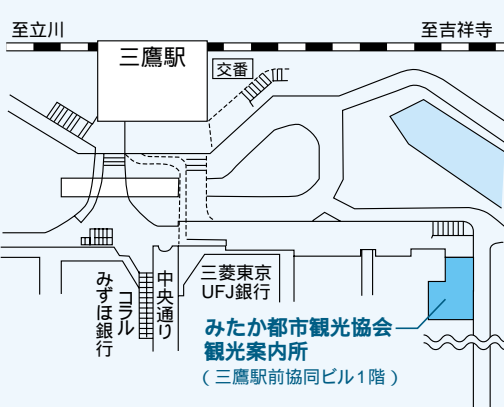 至立川
至吉祥寺
三鷹駅
交番
みずほ銀行
コラル
中央通り
三菱東京
UFJ銀行
みたか都市観光協会
観光案内所
（三鷹駅前協同ビル1階）